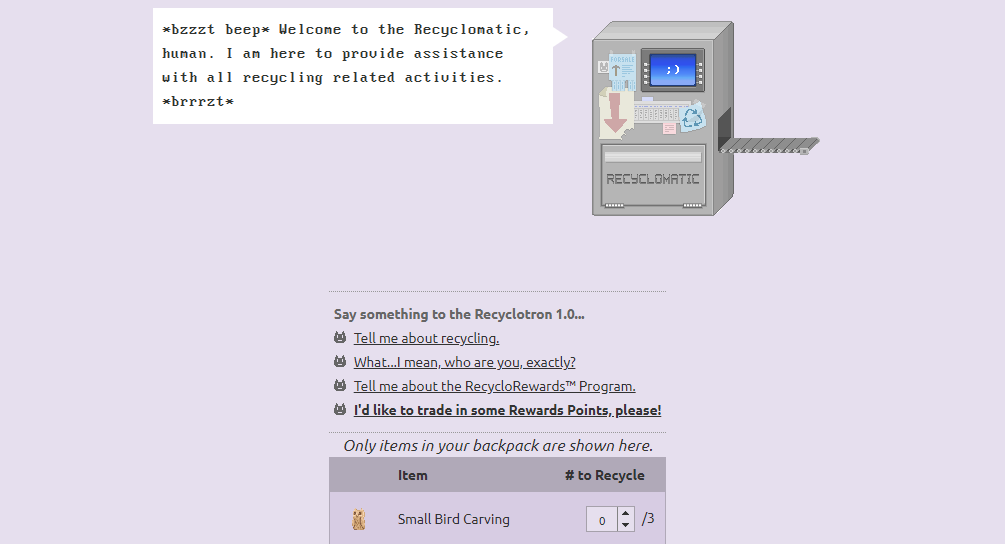 *bzzzt beep* Welcome to the Recyclomatic,
human. I am here to provide assistance
with all recycling related activities.
*brrrzt*
FORSALE
;)
RECYCLOMATIC
Say something to the Recyclotron 1.0...
Tell me about recycling.
What...I mean, who are you, exactly?
Tell me about the RecycloRewards™ Program.
I'd like to trade in some Rewards Points, please!
Only items in your backpack are shown here.
Item # to Recycle
Small Bird Carving 0 /3